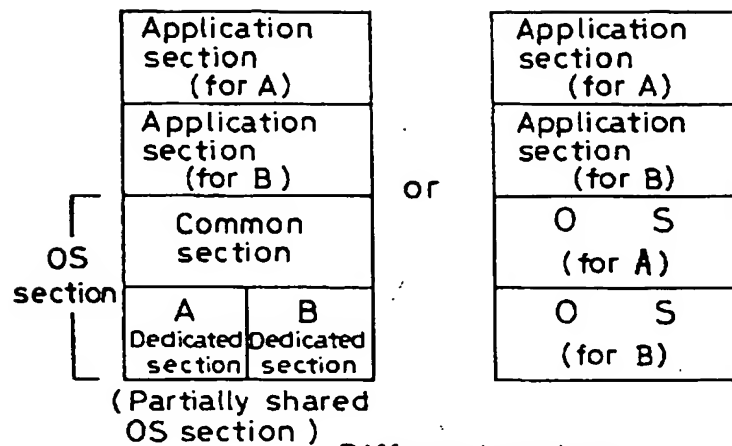 Application
section
(for A)
Application
section
(for B)
OS
section
Common
section
A
Dedicated
section
B
Dedicated
section
(Partially shared
OS section)
or
Application
section
(for A)
Application
section
(for B)
O S
(for A)
O S
(for B)